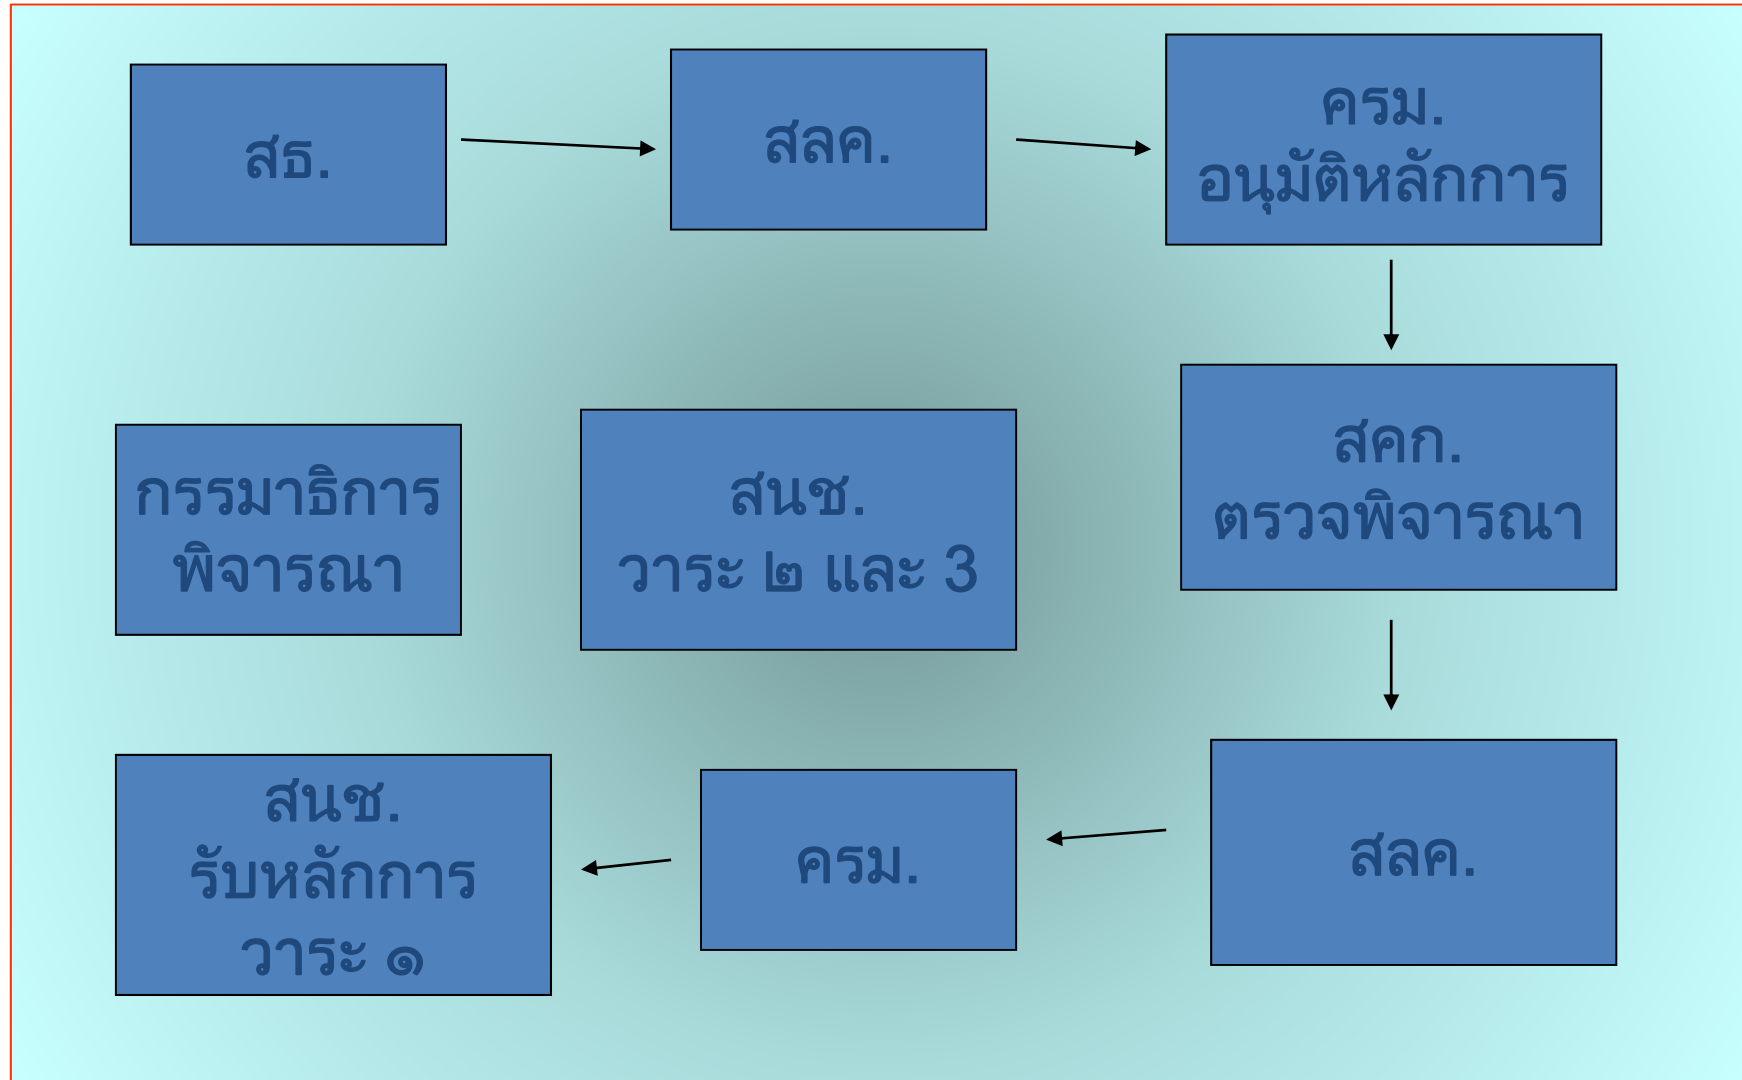 สธ.
สลค.
ครม.
อนุมัติหลักการ
สคก.
ตรวจพิจารณา
กรรมาธิการ
พิจารณา
สนช.
วาระ ๒ และ 3
สนช.
รับหลักการ
วาระ ๑
ครม.
สลค.